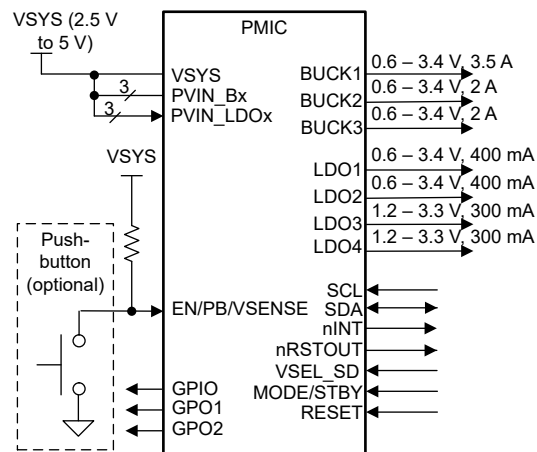 VSYS (2.5 V
to 5 V)
PMIC
VSYS
PVIN_Bx
PVIN_LDOx
3
3
BUCK1
0.6 – 3.4 V, 3.5 A
BUCK2
0.6 – 3.4 V, 2 A
BUCK3
0.6 – 3.4 V, 2 A
LDO1
0.6 – 3.4 V, 400 mA
LDO2
0.6 – 3.4 V, 400 mA
LDO3
1.2 – 3.3 V, 300 mA
LDO4
1.2 – 3.3 V, 300 mA
VSYS
Push-
button
(optional)
EN/PB/VSENSE
SCL
SDA
nINT
nRSTOUT
VSEL_SD
MODE/STBY
RESET
GPIO
GPO1
GPO2